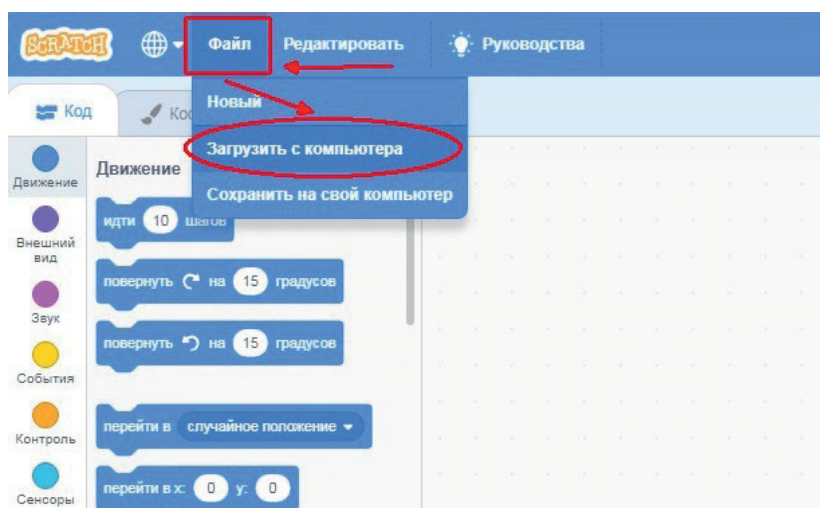 SCRATCH Файл Редактировать Руководства
Новый
Код
Загрузить с компьютера
Движение
Движение
Сохранить на свой компьютер
идти 10 шагов
Внешний
вид
повернуть на 15 градусов
Звук
повернуть на 15 градусов
События
перейти в случайное положение
Контроль
перейти в x: 0 y: 0
Сенсоры